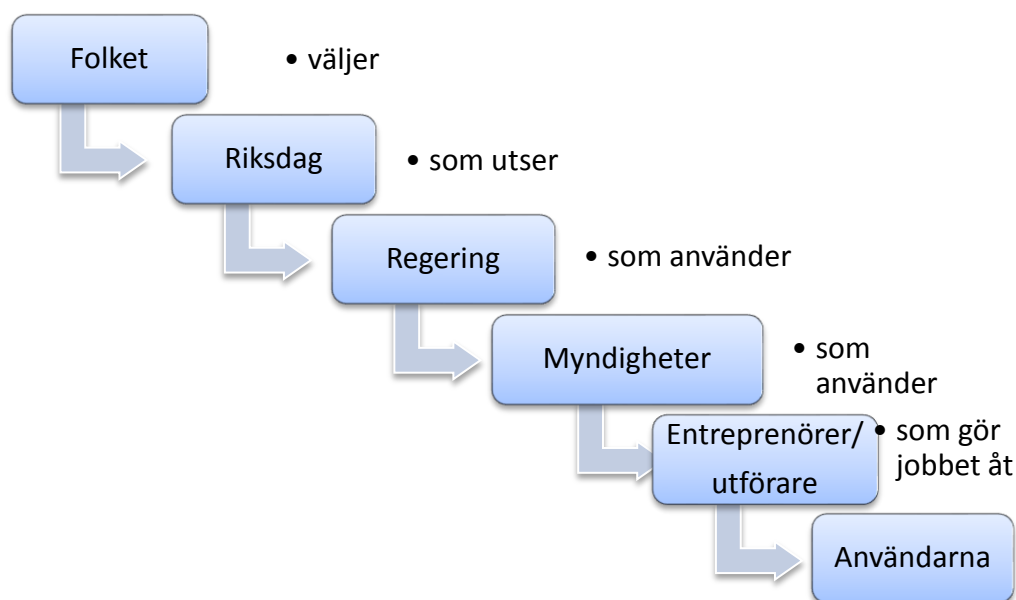 Folket
• väljer
Riksdag
• som utser
Regering
• som använder
Myndigheter
• som
använder
Entreprenörer/
utförare
• som gör
jobbet åt
Användarna